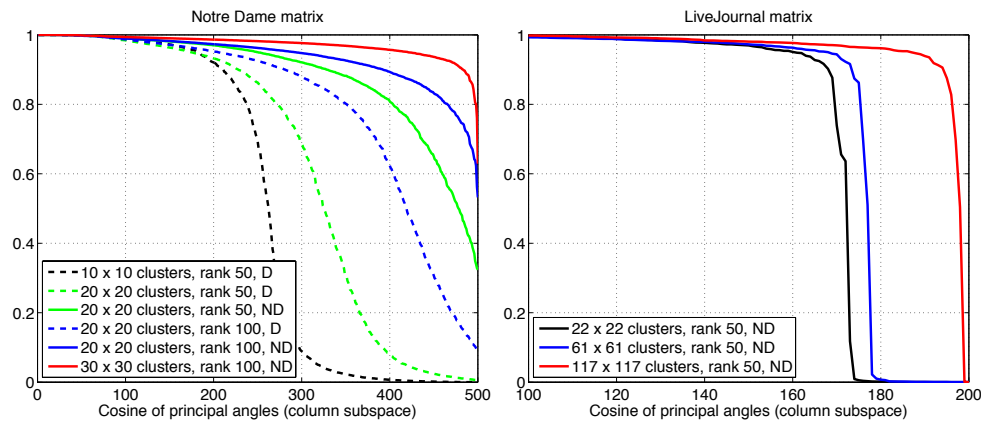 Notre Dame matrix
1
0.8
0.6
0.4
0.2
0
0 100 200 300 400 500
10 x 10 clusters, rank 50, D
20 x 20 clusters, rank 50, D
20 x 20 clusters, rank 50, ND
20 x 20 clusters, rank 100, D
20 x 20 clusters, rank 100, ND
30 x 30 clusters, rank 100, ND
Cosine of principal angles (column subspace)
LiveJournal matrix
1
0.8
0.6
0.4
0.2
0
100 120 140 160 180 200
22 x 22 clusters, rank 50, ND
61 x 61 clusters, rank 50, ND
117 x 117 clusters, rank 50, ND
Cosine of principal angles (column subspace)